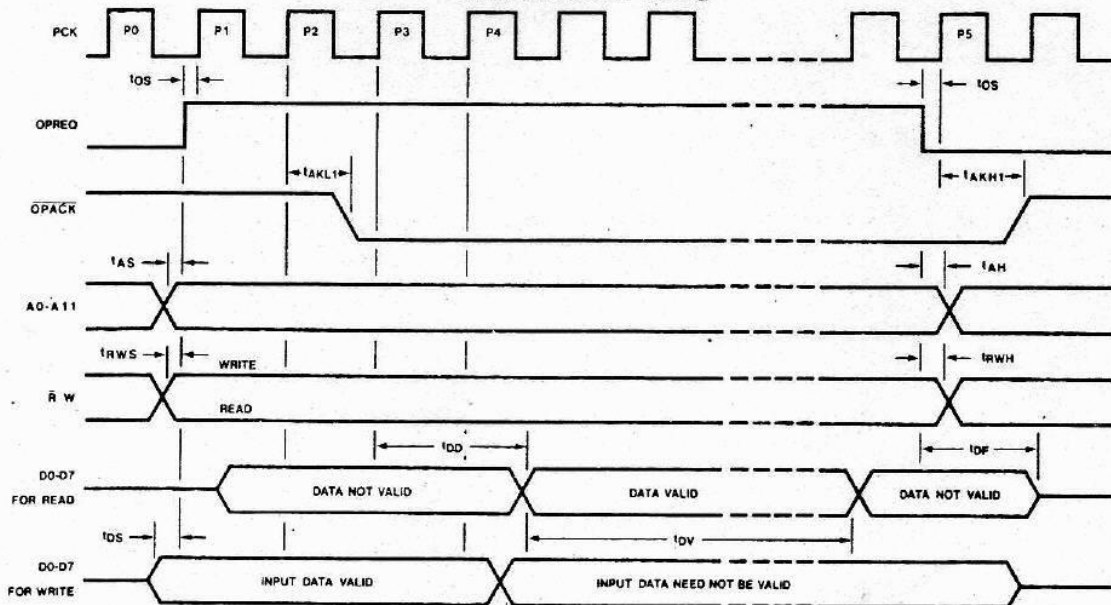 PCK P0 P1 P2 P3 P4 P5
tOS tOS
OPREQ
tAKL1 tAKH1
OPACK
tAS tAH
A0-A11
tRWS WRITE tRWH
R W READ
tDD tDF
D0-D7
FOR READ
DATA NOT VALID DATA VALID DATA NOT VALID
tDS tDV
D0-D7
FOR WRITE
INPUT DATA VALID INPUT DATA NEED NOT BE VALID